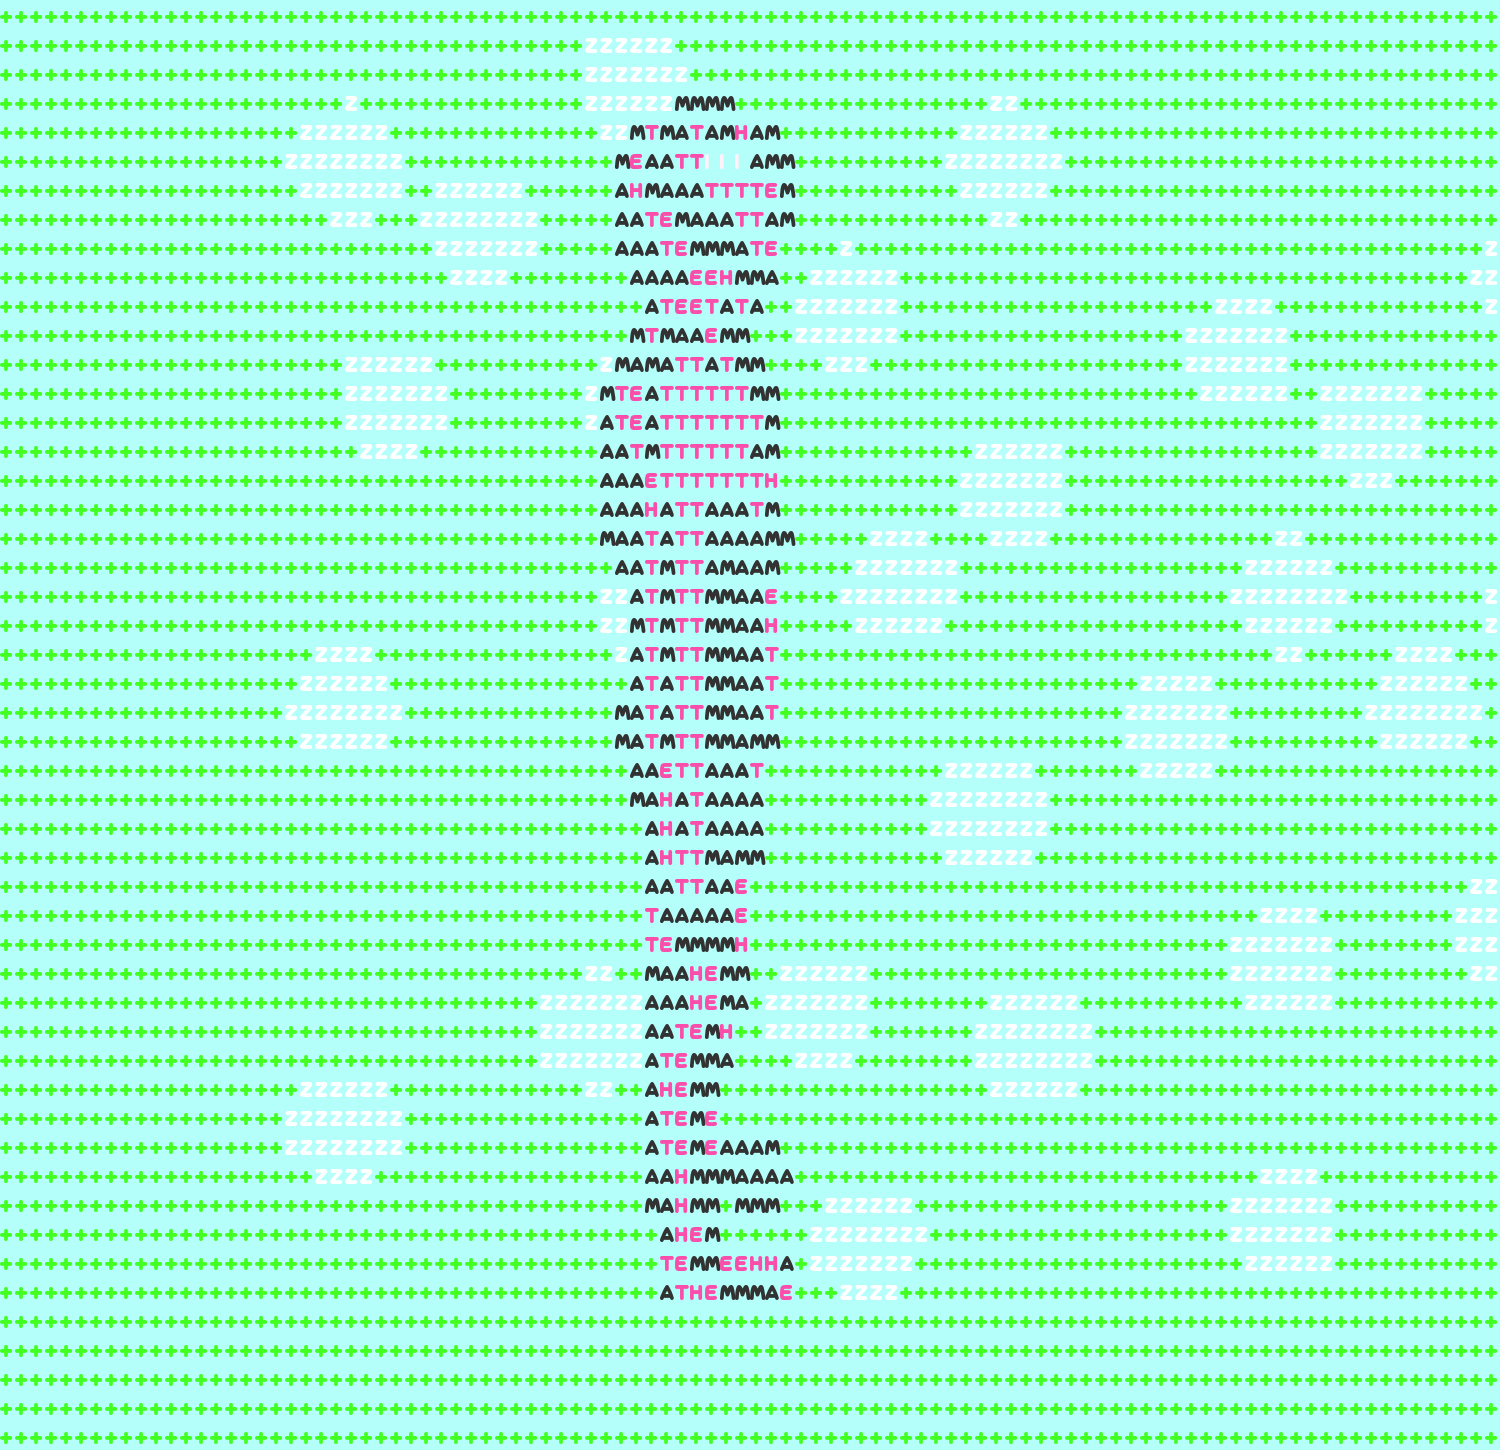 ZZZZZZ
ZZZZZZZ
Z ZZZZZZMMMM ZZ
ZZZZZZ ZZMTMATAMHAM ZZZZZZ
ZZZZZZZZ MEAATTIII AMM ZZZZZZZZ
ZZZZZZZ ZZZZZZ AHMAAATTTTEM ZZZZZZ
ZZZ ZZZZZZZZ AATEMAAATTAM ZZ
ZZZZZZZ AAATEMMMATE Z Z
ZZZZ AAAAEEHMMA ZZZZZZ ZZ
ATEETATA ZZZZZZZ ZZZZ Z
MTMAAEMM ZZZZZZZ ZZZZZZZ
ZZZZZZ ZMAMATTATMM ZZZ ZZZZZZZ
ZZZZZZZ ZMTEATTTTTTMM ZZZZZZ ZZZZZZZ
ZZZZZZZ ZATEATTTTTTTM ZZZZZZZ
ZZZZ AATMTTTTTTAM ZZZZZZ ZZZZZZZ
AAAETTTTTTTH ZZZZZZZ ZZZ
AAAHATTAAATM ZZZZZZZ
MAATATTAAAAMM ZZZZ ZZZZ ZZ
AATMTTAMAAM ZZZZZZZ ZZZZZZ
ZZATMTTMMAAE ZZZZZZZZ ZZZZZZZZ Z
ZZMTMTTMMAAH ZZZZZZ ZZZZZZ Z
ZZZZ ZATMTTMMAAT ZZ ZZZZ
ZZZZZZ ATATTMMAAT ZZZZZ ZZZZZZ
ZZZZZZZZ MATATTMMAAT ZZZZZZZ ZZZZZZZZ
ZZZZZZ MATMTTMMAMM ZZZZZZZ ZZZZZZ
AAETTAAAT ZZZZZZ ZZZZZ
MAHATAAAA ZZZZZZZZ
AHATAAAA ZZZZZZZZ
AHTTMAMM ZZZZZZ
AATTAAE ZZ
TAAAAAE ZZZZ ZZZ
TEMMMMH ZZZZZZZ ZZZ
ZZ MAAHEMM ZZZZZZ ZZZZZZZ ZZ
ZZZZZZZAAAHEMA ZZZZZZZ ZZZZZZ ZZZZZZ
ZZZZZZZAATEMH ZZZZZZZ ZZZZZZZZ
ZZZZZZZATEMMA ZZZZ ZZZZZZZZ
ZZZZZZ ZZ AHEMM ZZZZZZ
ZZZZZZZZ ATEME
ZZZZZZZZ ATEMEAAAM
ZZZZ AAHMMMAAAA ZZZZ
MAHMM MMM ZZZZZZ ZZZZZZZ
AHEM ZZZZZZZZ ZZZZZZZ
TEMMEEHHA ZZZZZZZ ZZZZZZ
ATHEMMMAE ZZZZ